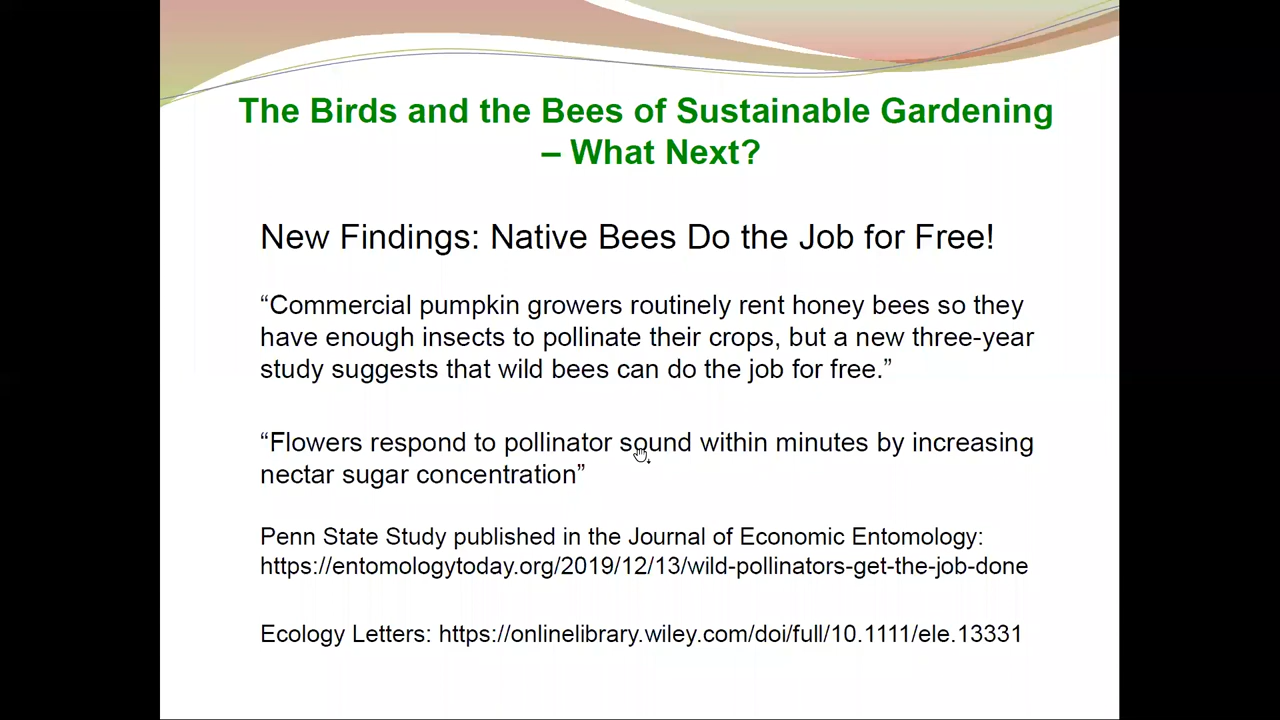 The Birds and the Bees of Sustainable Gardening
– What Next?
New Findings: Native Bees Do the Job for Free!
“Commercial pumpkin growers routinely rent honey bees so they
have enough insects to pollinate their crops, but a new three-year
study suggests that wild bees can do the job for free.”
“Flowers respond to pollinator sound within minutes by increasing
nectar sugar concentration”
Penn State Study published in the Journal of Economic Entomology:
https://entomologytoday.org/2019/12/13/wild-pollinators-get-the-job-done
Ecology Letters: https://onlinelibrary.wiley.com/doi/full/10.1111/ele.13331